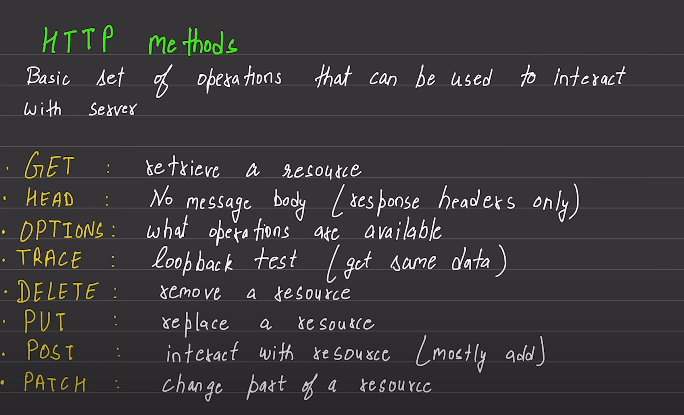 HTTP methods
Basic set of operations that can be used to interact
with server
· GET : retrieve a resource
· HEAD : No message body (response headers only)
· OPTIONS : what operations are available
· TRACE : loopback test (get same data)
· DELETE : remove a resource
· PUT : replace a resource
· POST : interact with resource (mostly add)
· PATCH : change part of a resource